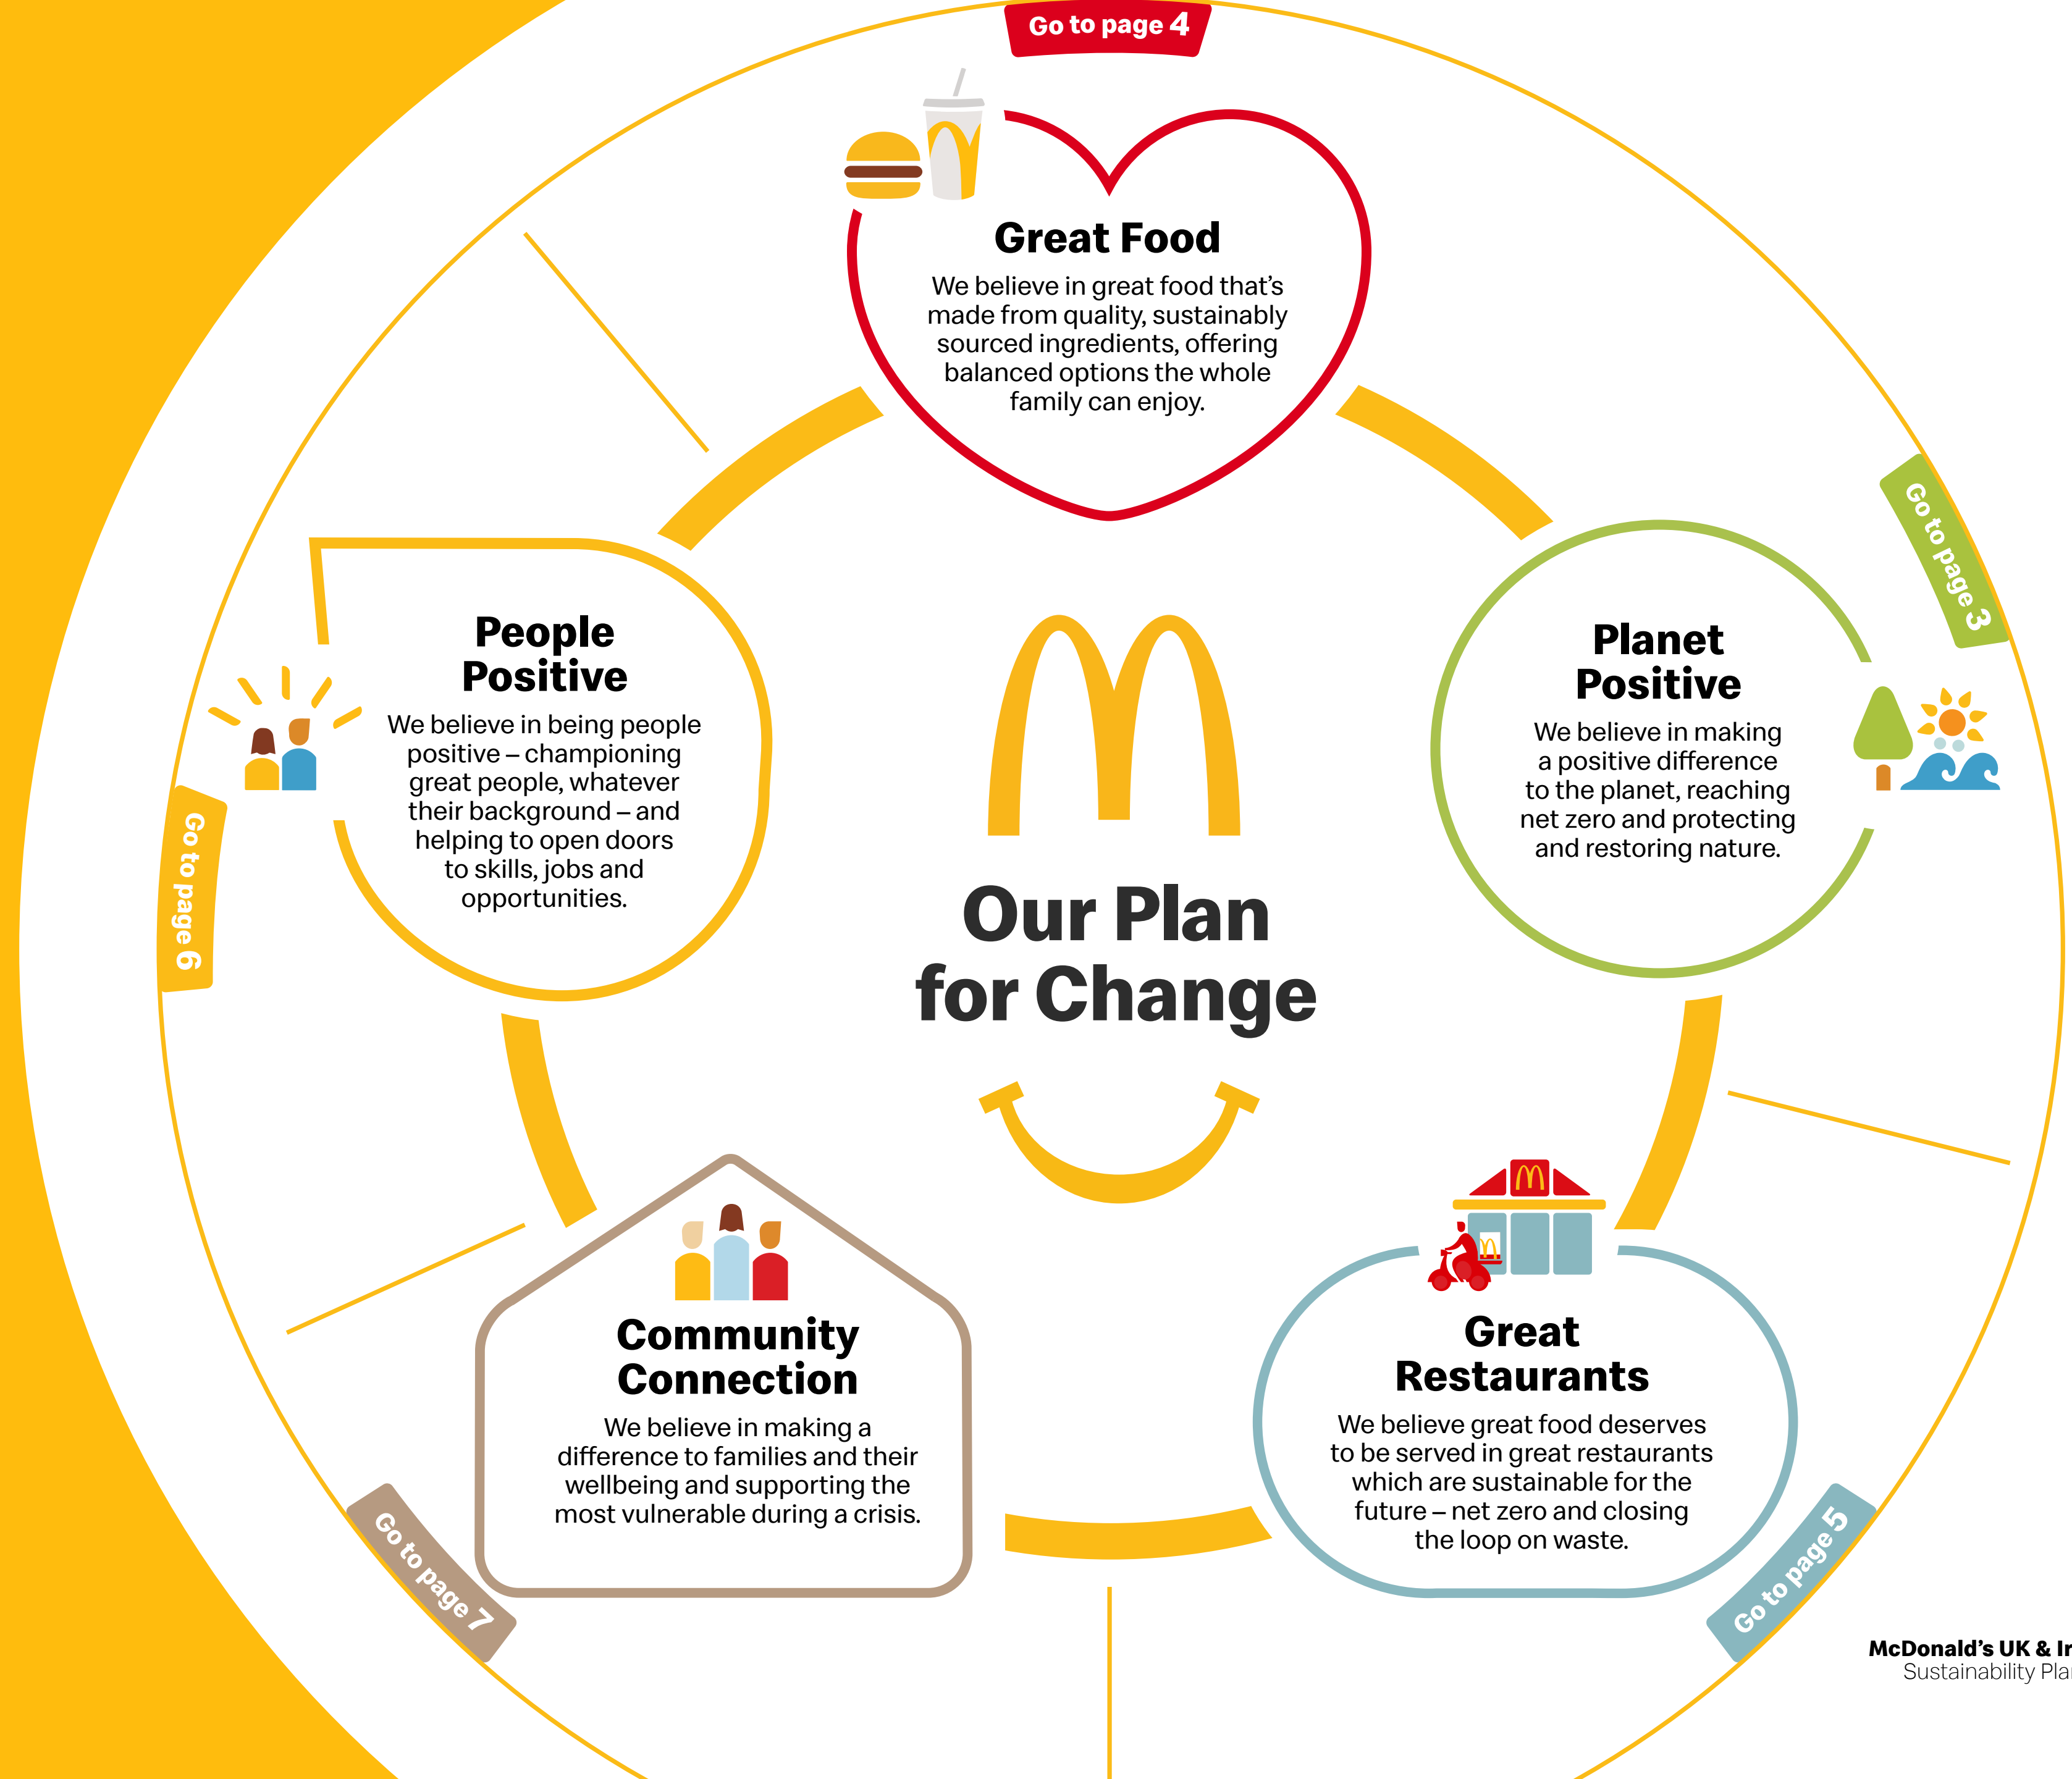 Go to page 4
Great Food
We believe in great food that’s
made from quality, sustainably
sourced ingredients, offering
balanced options the whole
family can enjoy.
Go to page 3
Planet
Positive
We believe in making
a positive difference
to the planet, reaching
net zero and protecting
and restoring nature.
People
Positive
We believe in being people
positive – championing
great people, whatever
their background – and
helping to open doors
to skills, jobs and
opportunities.
Go to page 6
Our Plan
for Change
Community
Connection
We believe in making a
difference to families and their
wellbeing and supporting the
most vulnerable during a crisis.
Go to page 7
Great
Restaurants
We believe great food deserves
to be served in great restaurants
which are sustainable for the
future – net zero and closing
the loop on waste.
Go to page 5
McDonald’s UK &
Sustainability